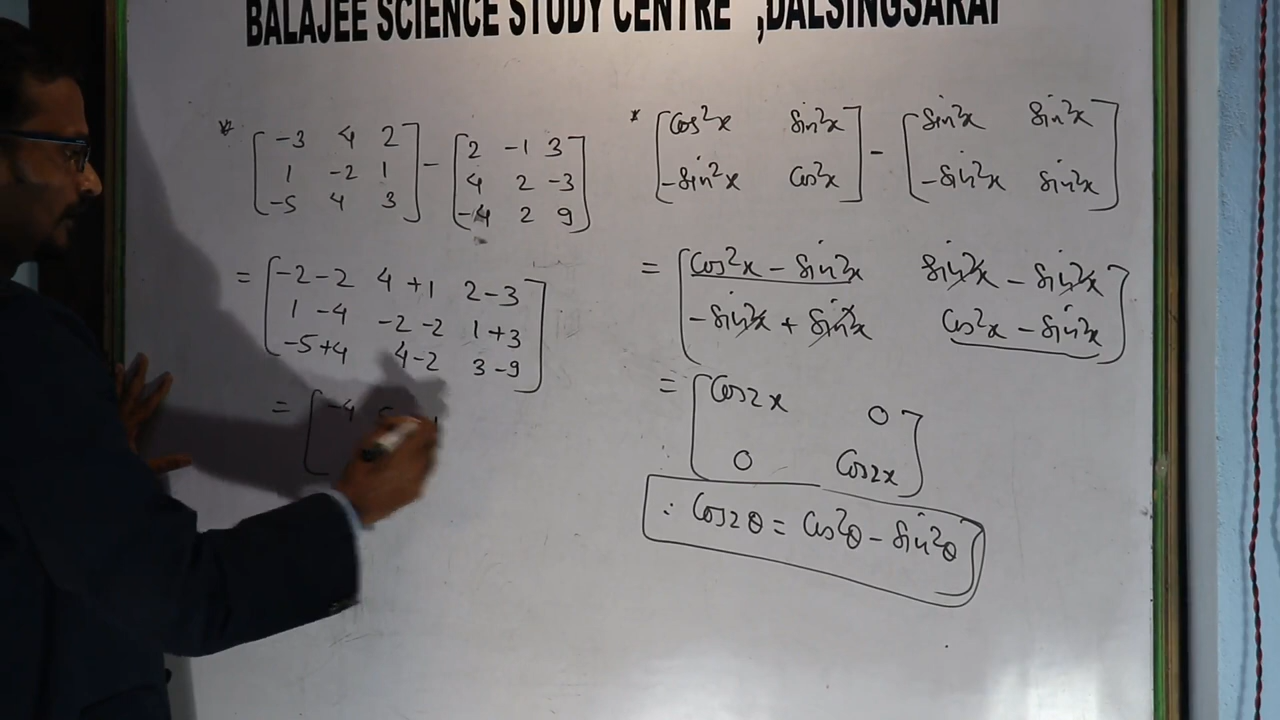 BALAJEE SCIENCE STUDY CENTRE ,DALSINGSARAI
* [-3 4 2] - [2 -1 3]
[1 -2 1] [4 2 -3]
[-5 4 3] [-4 2 9]
= [-2-2 4+1 2-3]
[1-4 -2-2 1+3]
[-5+4 4-2 3-9]
= [-4
* [Cos²x Sin²x] - [Sin²x Sin²x]
[-Sin²x Cos²x] [-Sin²x Sin²x]
= [Cos²x - Sin²x Sin²x - Sin²x]
[-Sin²x + Sin²x Cos²x - Sin²x]
= [Cos2x 0]
[0 Cos2x]
∴ Cos2θ = Cos²θ - Sin²θ